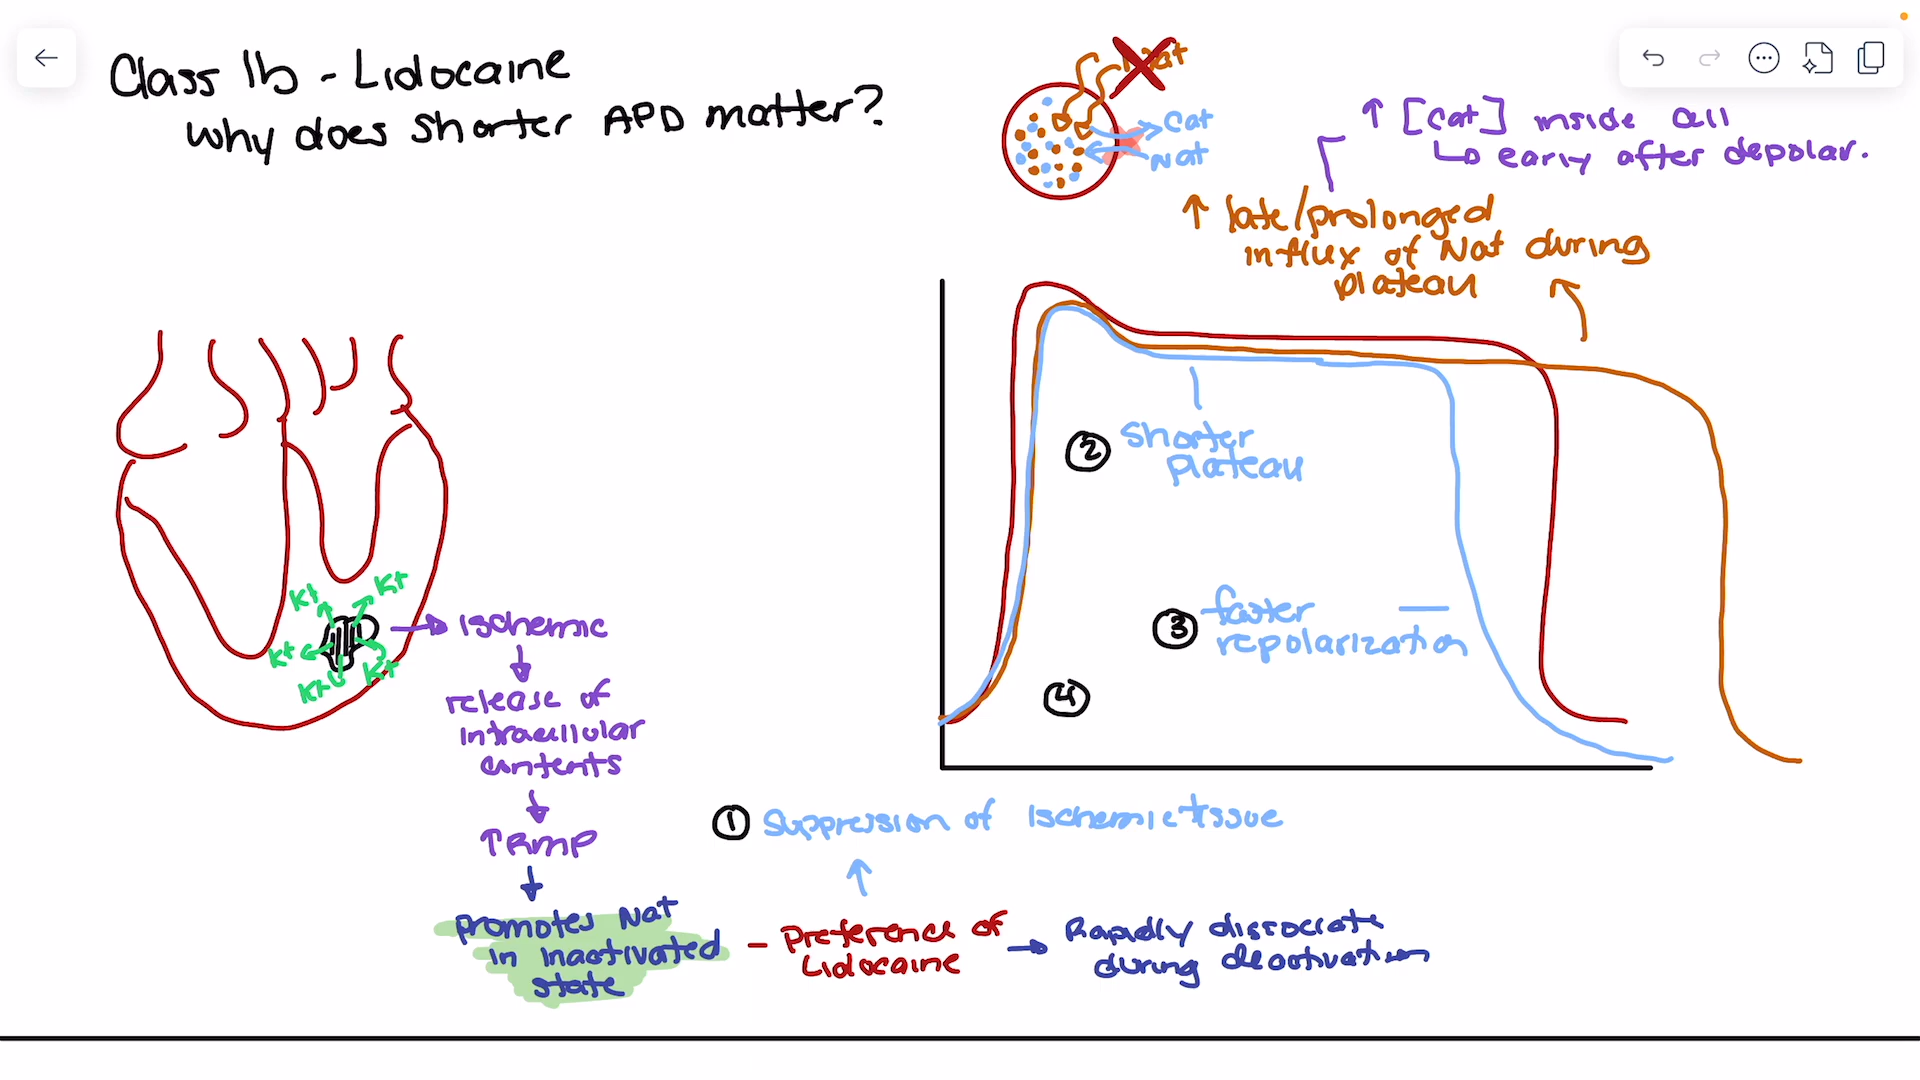 Class 1b - Lidocaine
Why does shorter APD matter?
Na+
Ca+
Na+
↑ [Ca+] inside cell
↳ early after depolar.
↑ late/prolonged
influx of Na+ during
plateau
② Shorter
plateau
③ faster
repolarization
④
K+
K+
K+
K+
K+
→ Ischemic
↓
release of
intracellular
contents
↓
↑ RMP
↓
promotes Na+
in inactivated
state
① Suppression of ischemic tissue
↑
- Preference of
Lidocaine
→ Rapidly dissociate
during deactivation